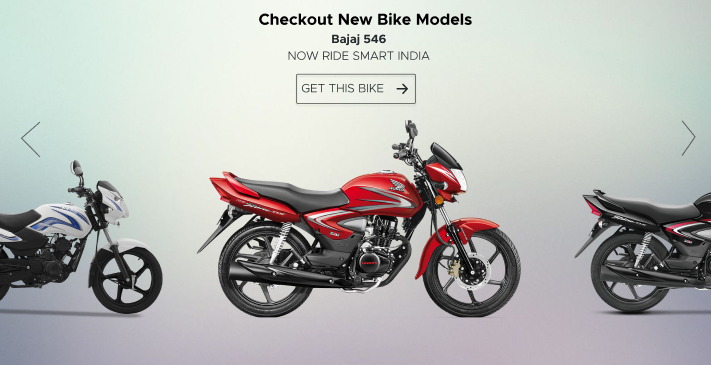 Checkout New Bike Models
Bajaj 546
NOW RIDE SMART INDIA
GET THIS BIKE